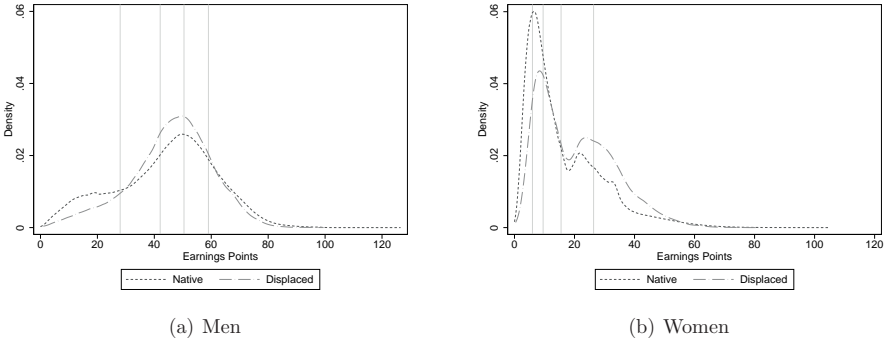 .06
.04
.02
0
Density
0 20 40 60 80 100 120
Earnings Points
Native Displaced
(a) Men
.06
.04
.02
0
Density
0 20 40 60 80 100 120
Earnings Points
Native Displaced
(b) Women